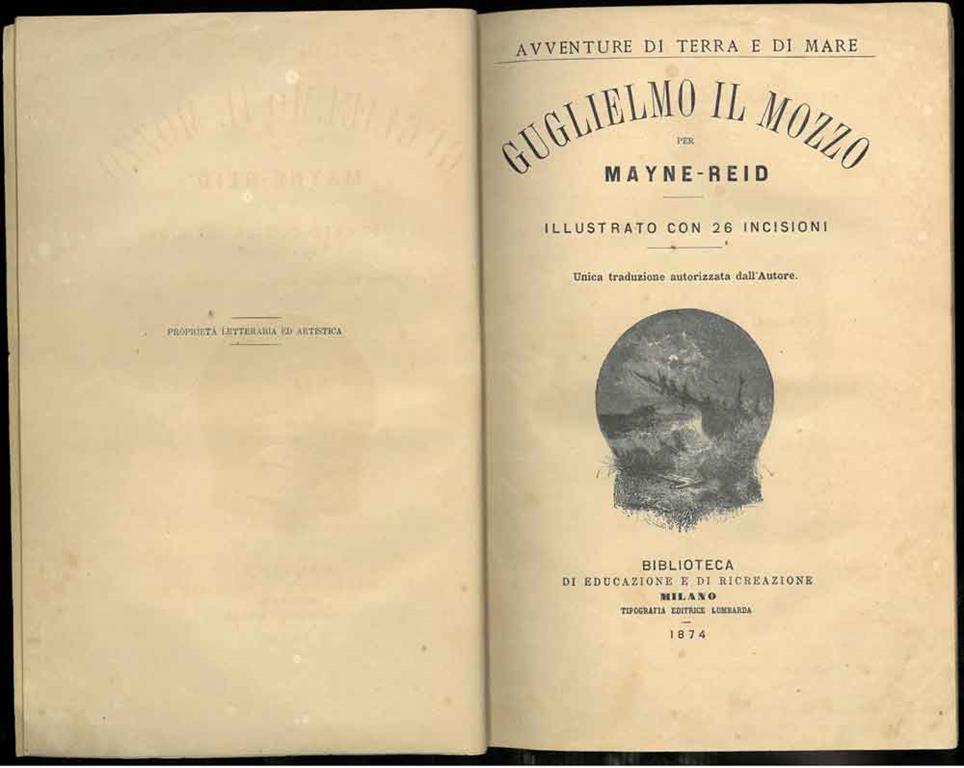 PROPRIETÀ LETTERARIA ED ARTISTICA
AVVENTURE DI TERRA E DI MARE
GUGLIELMO IL MOZZO
PER
MAYNE-REID
ILLUSTRATO CON 26 INCISIONI
Unica traduzione autorizzata dall'Autore.
BIBLIOTECA
DI EDUCAZIONE E DI RICREAZIONE
MILANO
TIPOGRAFIA EDITRICE LOMBARDA
1874